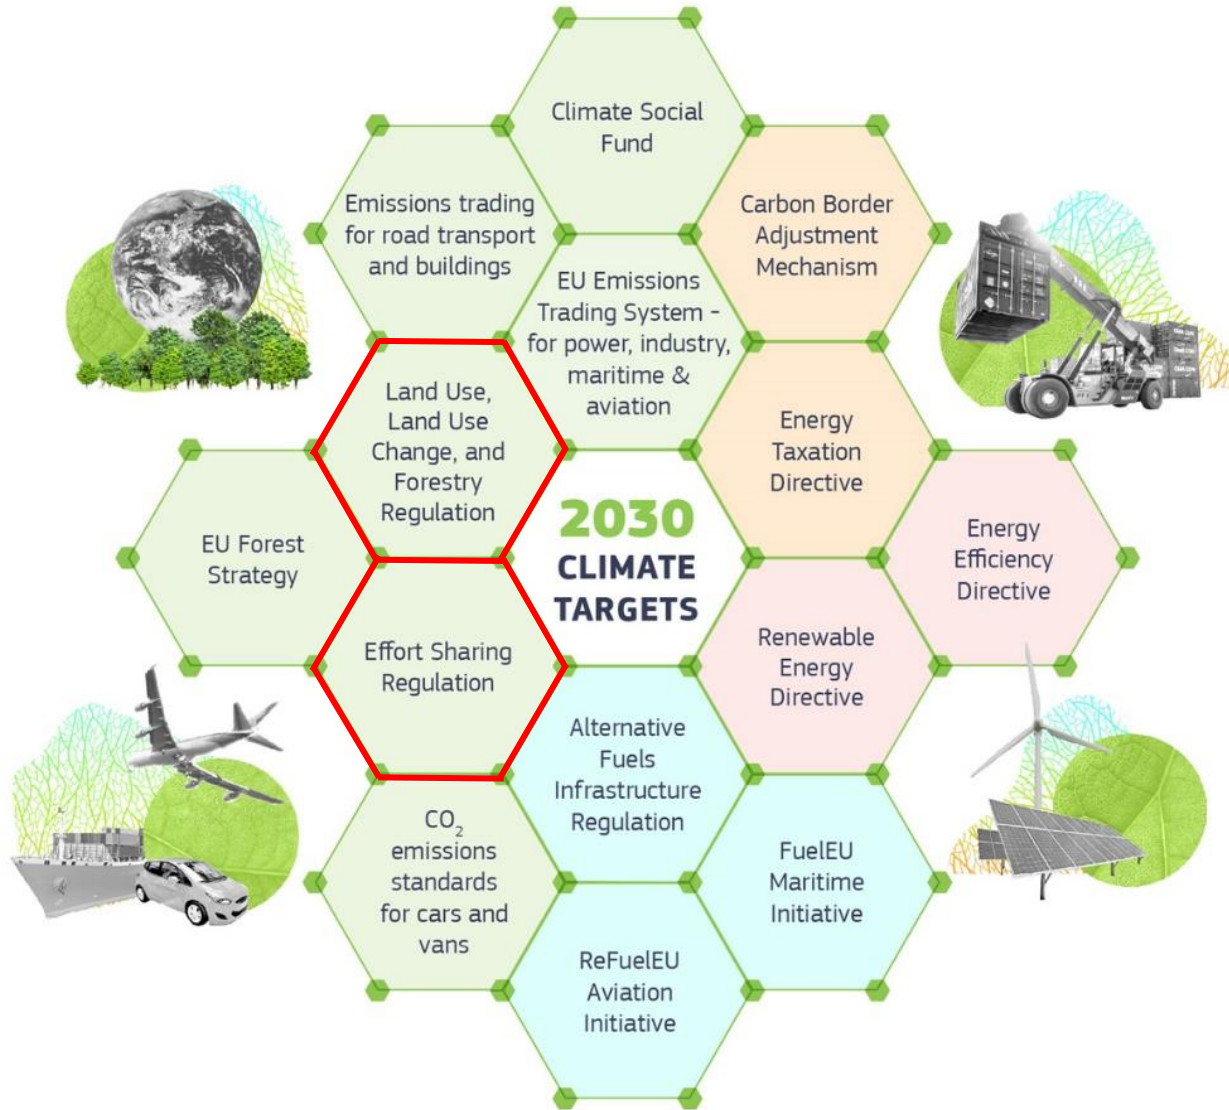 Climate Social
Fund
Emissions trading
for road transport
and buildings
Carbon Border
Adjustment
Mechanism
EU Emissions
Trading System -
for power, industry,
maritime &
aviation
Land Use,
Land Use
Change, and
Forestry
Regulation
Energy
Taxation
Directive
2030
CLIMATE
TARGETS
EU Forest
Strategy
Energy
Efficiency
Directive
Effort Sharing
Regulation
Renewable
Energy
Directive
Alternative
Fuels
Infrastructure
Regulation
CO₂
emissions
standards
for cars and
vans
FuelEU
Maritime
Initiative
ReFuelEU
Aviation
Initiative